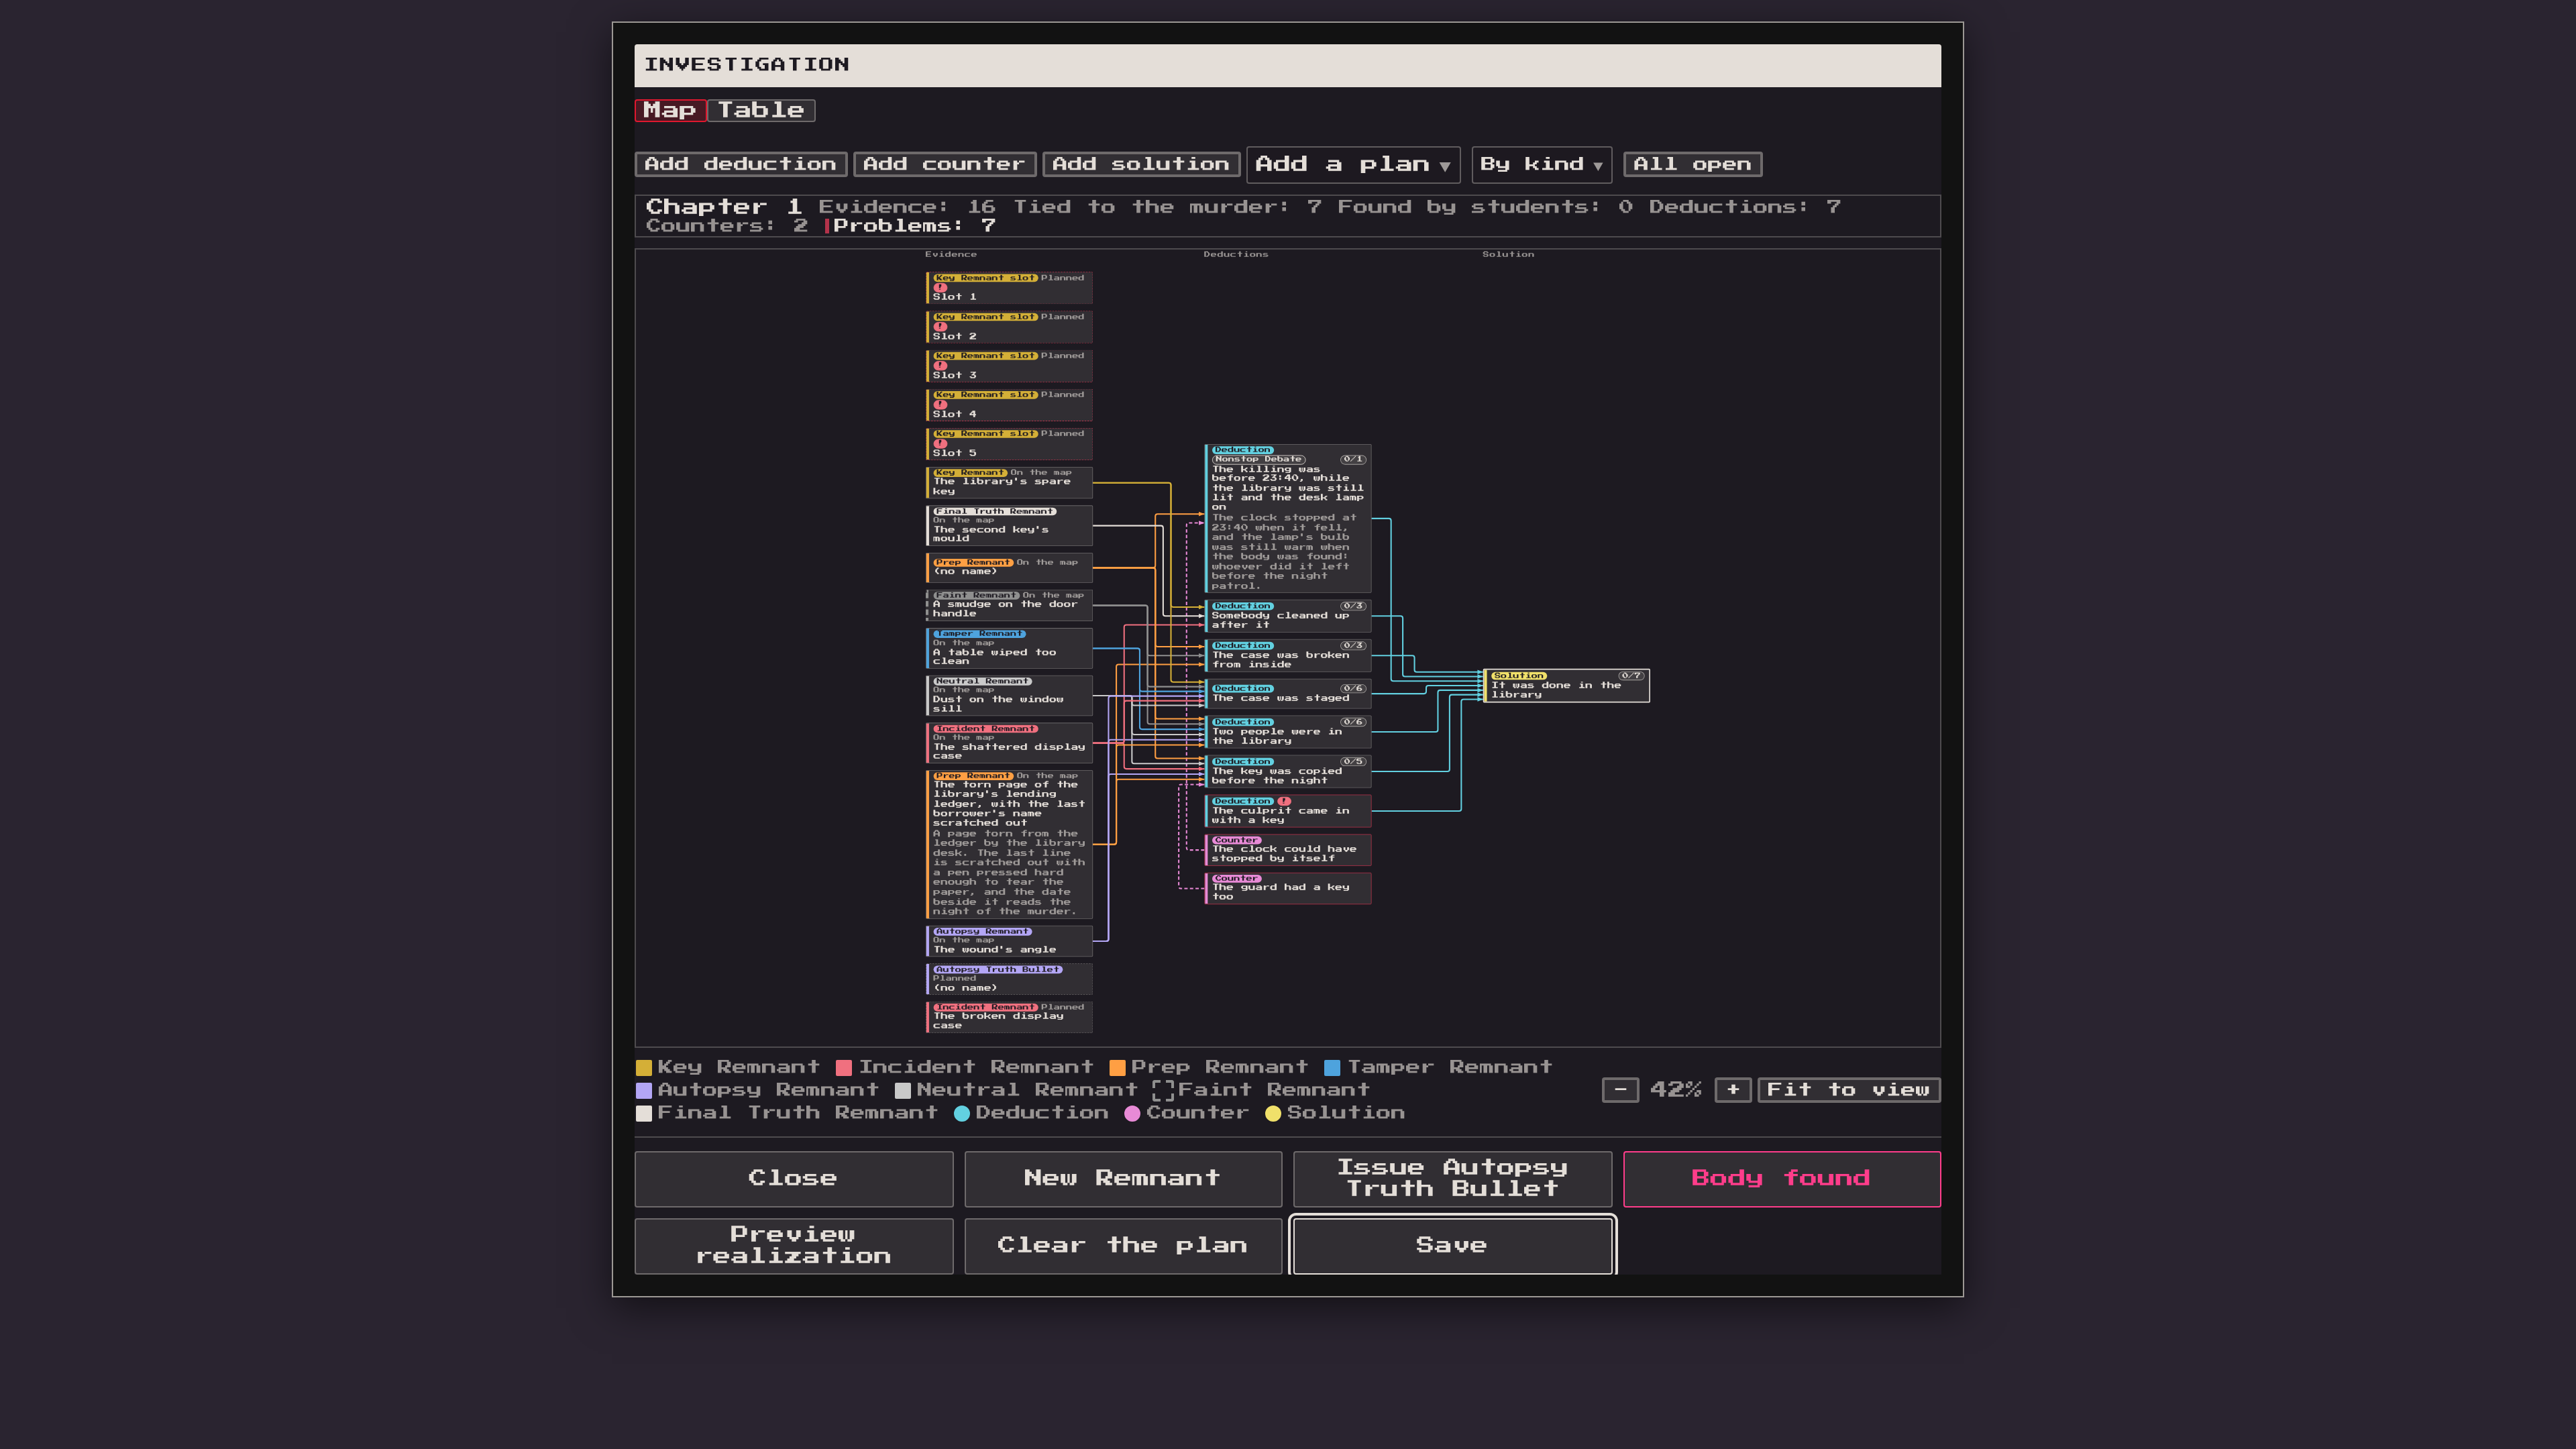 INVESTIGATION
Map Table
Add deduction Add counter Add solution Add a plan ▼ By kind ▼ All open
Chapter 1 Evidence: 16 Tied to the murder: 7 Found by students: 0 Deductions: 7
Counters: 2 Problems: 7
Evidence Deductions Solution
Key Remnant slot Planned
!
Slot 1
Key Remnant slot Planned
!
Slot 2
Key Remnant slot Planned
!
Slot 3
Key Remnant slot Planned
!
Slot 4
Key Remnant slot Planned
!
Slot 5
Key Remnant On the map
The library's spare
key
Final Truth Remnant
On the map
The second key's
mould
Prep Remnant On the map
(no name)
Faint Remnant On the map
A smudge on the door
handle
Tamper Remnant
On the map
A table wiped too
clean
Neutral Remnant
On the map
Dust on the window
sill
Incident Remnant
On the map
The shattered display
case
Prep Remnant On the map
The torn page of the
library's lending
ledger, with the last
borrower's name
scratched out
A page torn from the
ledger by the library
desk. The last line
is scratched out with
a pen pressed hard
enough to tear the
paper, and the date
beside it reads the
night of the murder.
Autopsy Remnant
On the map
The wound's angle
Autopsy Truth Bullet
Planned
(no name)
Incident Remnant Planned
The broken display
case
Deduction
Nonstop Debate 0/1
The killing was
before 23:40, while
the library was still
lit and the desk lamp
on
The clock stopped at
23:40 when it fell,
and the lamp's bulb
was still warm when
the body was found:
whoever did it left
before the night
patrol.
Deduction 0/3
Somebody cleaned up
after it
Deduction 0/3
The case was broken
from inside
Deduction 0/6
The case was staged
Deduction 0/6
Two people were in
the library
Deduction 0/5
The key was copied
before the night
Deduction !
The culprit came in
with a key
Counter
The clock could have
stopped by itself
Counter
The guard had a key
too
Solution 0/7
It was done in the
library
Key Remnant Incident Remnant Prep Remnant Tamper Remnant
Autopsy Remnant Neutral Remnant Faint Remnant
Final Truth Remnant Deduction Counter Solution
- 42% + Fit to view
Close
New Remnant
Issue Autopsy
Truth Bullet
Body found
Preview
realization
Clear the plan
Save